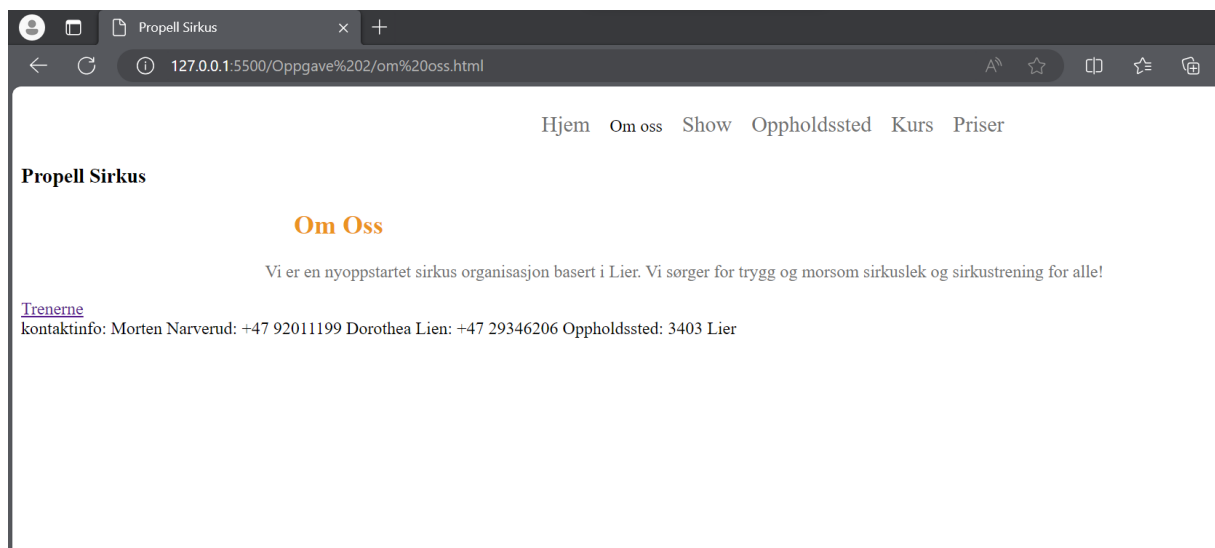 Propell Sirkus
127.0.0.1:5500/Oppgave%202/om%20oss.html
Hjem Om oss Show Oppholdssted Kurs Priser
Propell Sirkus
Om Oss
Vi er en nyoppstartet sirkus organisasjon basert i Lier. Vi sørger for trygg og morsom sirkuslek og sirkustrening for alle!
Trenerne
kontaktinfo: Morten Narverud: +47 92011199 Dorothea Lien: +47 29346206 Oppholdssted: 3403 Lier